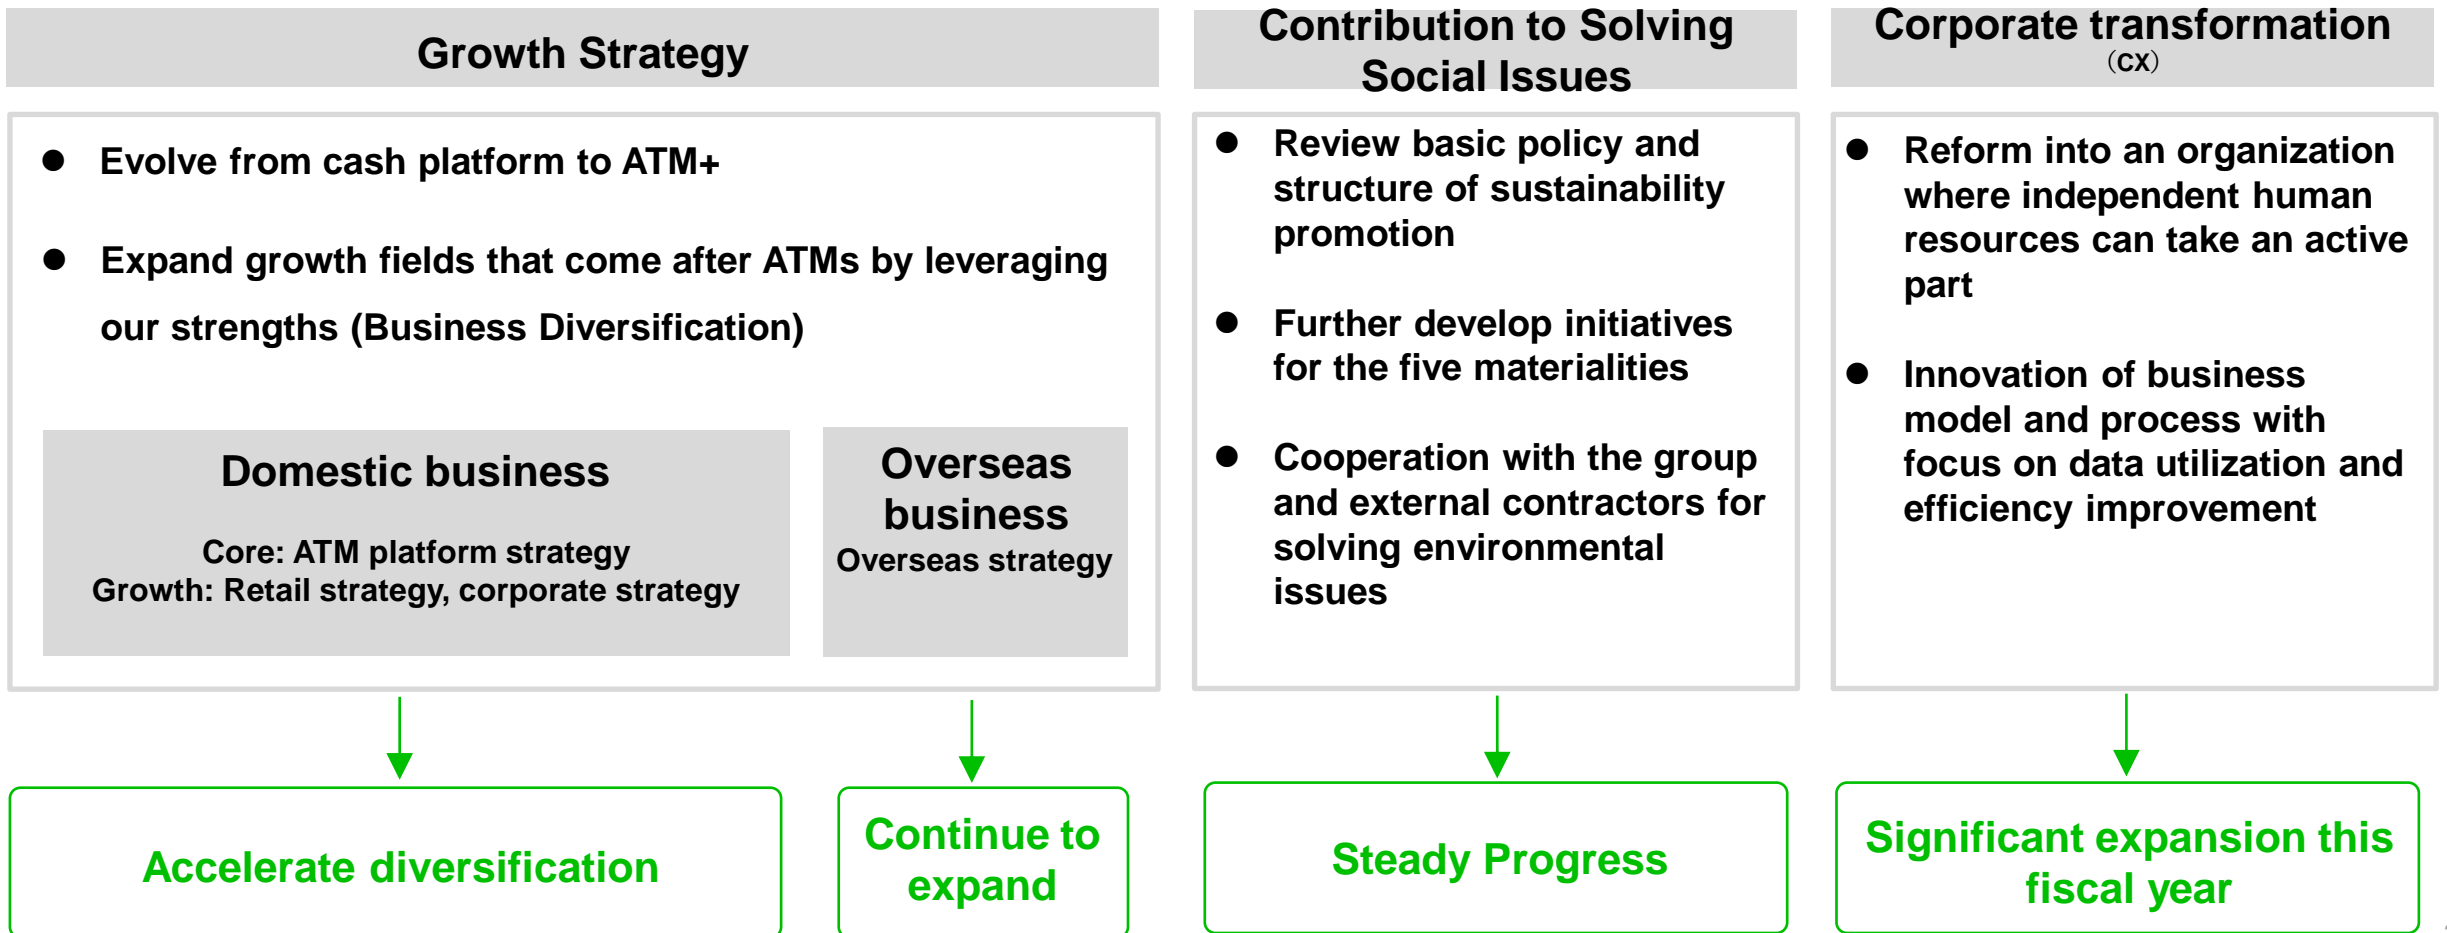 Growth Strategy
● Evolve from cash platform to ATM+
● Expand growth fields that come after ATMs by leveraging
our strengths (Business Diversification)
Domestic business
Core: ATM platform strategy
Growth: Retail strategy, corporate strategy
Overseas
business
Overseas strategy
Accelerate diversification
Continue to
expand
Contribution to Solving
Social Issues
● Review basic policy and
structure of sustainability
promotion
● Further develop initiatives
for the five materialities
● Cooperation with the group
and external contractors for
solving environmental
issues
Steady Progress
Corporate transformation
（CX）
● Reform into an organization
where independent human
resources can take an active
part
● Innovation of business
model and process with
focus on data utilization and
efficiency improvement
Significant expansion this
fiscal year